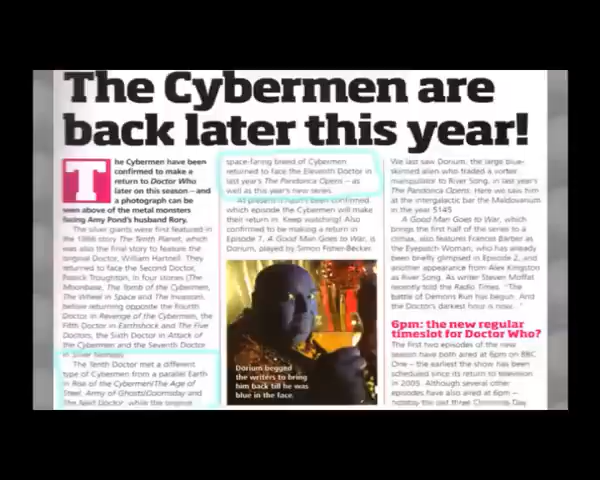 The Cybermen are
back later this year!
The Cybermen have been
confirmed to make a
return to Doctor Who
later on this season – and
a photograph can be
seen above of the metal monsters
facing Amy Pond's husband Rory.
The silver giants were first featured in
the 1966 story The Tenth Planet, which
was also the final story to feature the
original Doctor, William Hartnell. They
returned to face the Second Doctor,
Patrick Troughton, in four stories (The
Moonbase, The Tomb of the Cybermen,
The Wheel in Space and The Invasion),
before returning opposite the Fourth
Doctor in Revenge of the Cybermen, the
Fifth Doctor in Earthshock and The Five
Doctors, the Sixth Doctor in Attack of
the Cybermen and the Seventh Doctor
in Silver Nemesis.
The Tenth Doctor met a different
type of Cybermen from a parallel Earth
in Rise of the Cybermen/The Age of
Steel, Army of Ghosts/Doomsday and
The Next Doctor, while the original
space-faring breed of Cybermen
returned to face the Eleventh Doctor in
last year's The Pandorica Opens – as
well as this year's new series.
At present it hasn't been confirmed
which episode the Cybermen will make
their return in. Keep watching! Also
confirmed to be making a return in
Episode 7, A Good Man Goes to War, is
Dorium, played by Simon Fisher-Becker.
Dorium begged
the writers to bring
him back till he was
blue in the face.
We last saw Dorium, the large blue-
skinned alien who traded a vortex
manipulator to River Song, in last year's
The Pandorica Opens. Here we saw him
at the intergalactic bar the Maldovarium
in the year 5145.
A Good Man Goes to War, which
brings the first half of the series to a
climax, also features Frances Barber as
the Eyepatch Woman, who has already
been briefly glimpsed in Episode 2, and
another appearance from Alex Kingston
as River Song. As writer Steven Moffat
recently told the Radio Times, "The
battle of Demons Run has begun. And
the Doctor's darkest hour is now..."
6pm: the new regular
timeslot for Doctor Who?
The first two episodes of the new
season have both aired at 6pm on BBC
One – the earliest the show has been
scheduled since its return to television
in 2005. Although several other
episodes have also aired at 6pm –
notably the last three Christmas Day